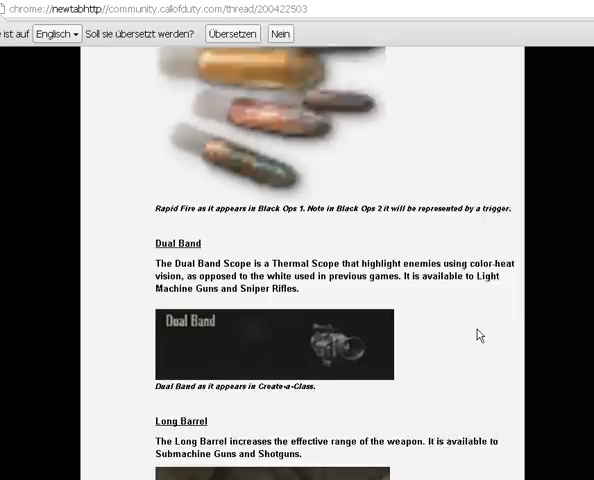 chrome://newtabhttp//community.callofduty.com/thread/200422503
e ist auf Englisch Soll sie übersetzt werden? Übersetzen Nein
Rapid Fire as it appears in Black Ops 1. Note in Black Ops 2 it will be represented by a trigger.
Dual Band
The Dual Band Scope is a Thermal Scope that highlight enemies using color-heat
vision, as opposed to the white used in previous games. It is available to Light
Machine Guns and Sniper Rifles.
Dual Band
Dual Band as it appears in Create-a-Class.
Long Barrel
The Long Barrel increases the effective range of the weapon. It is available to
Submachine Guns and Shotguns.